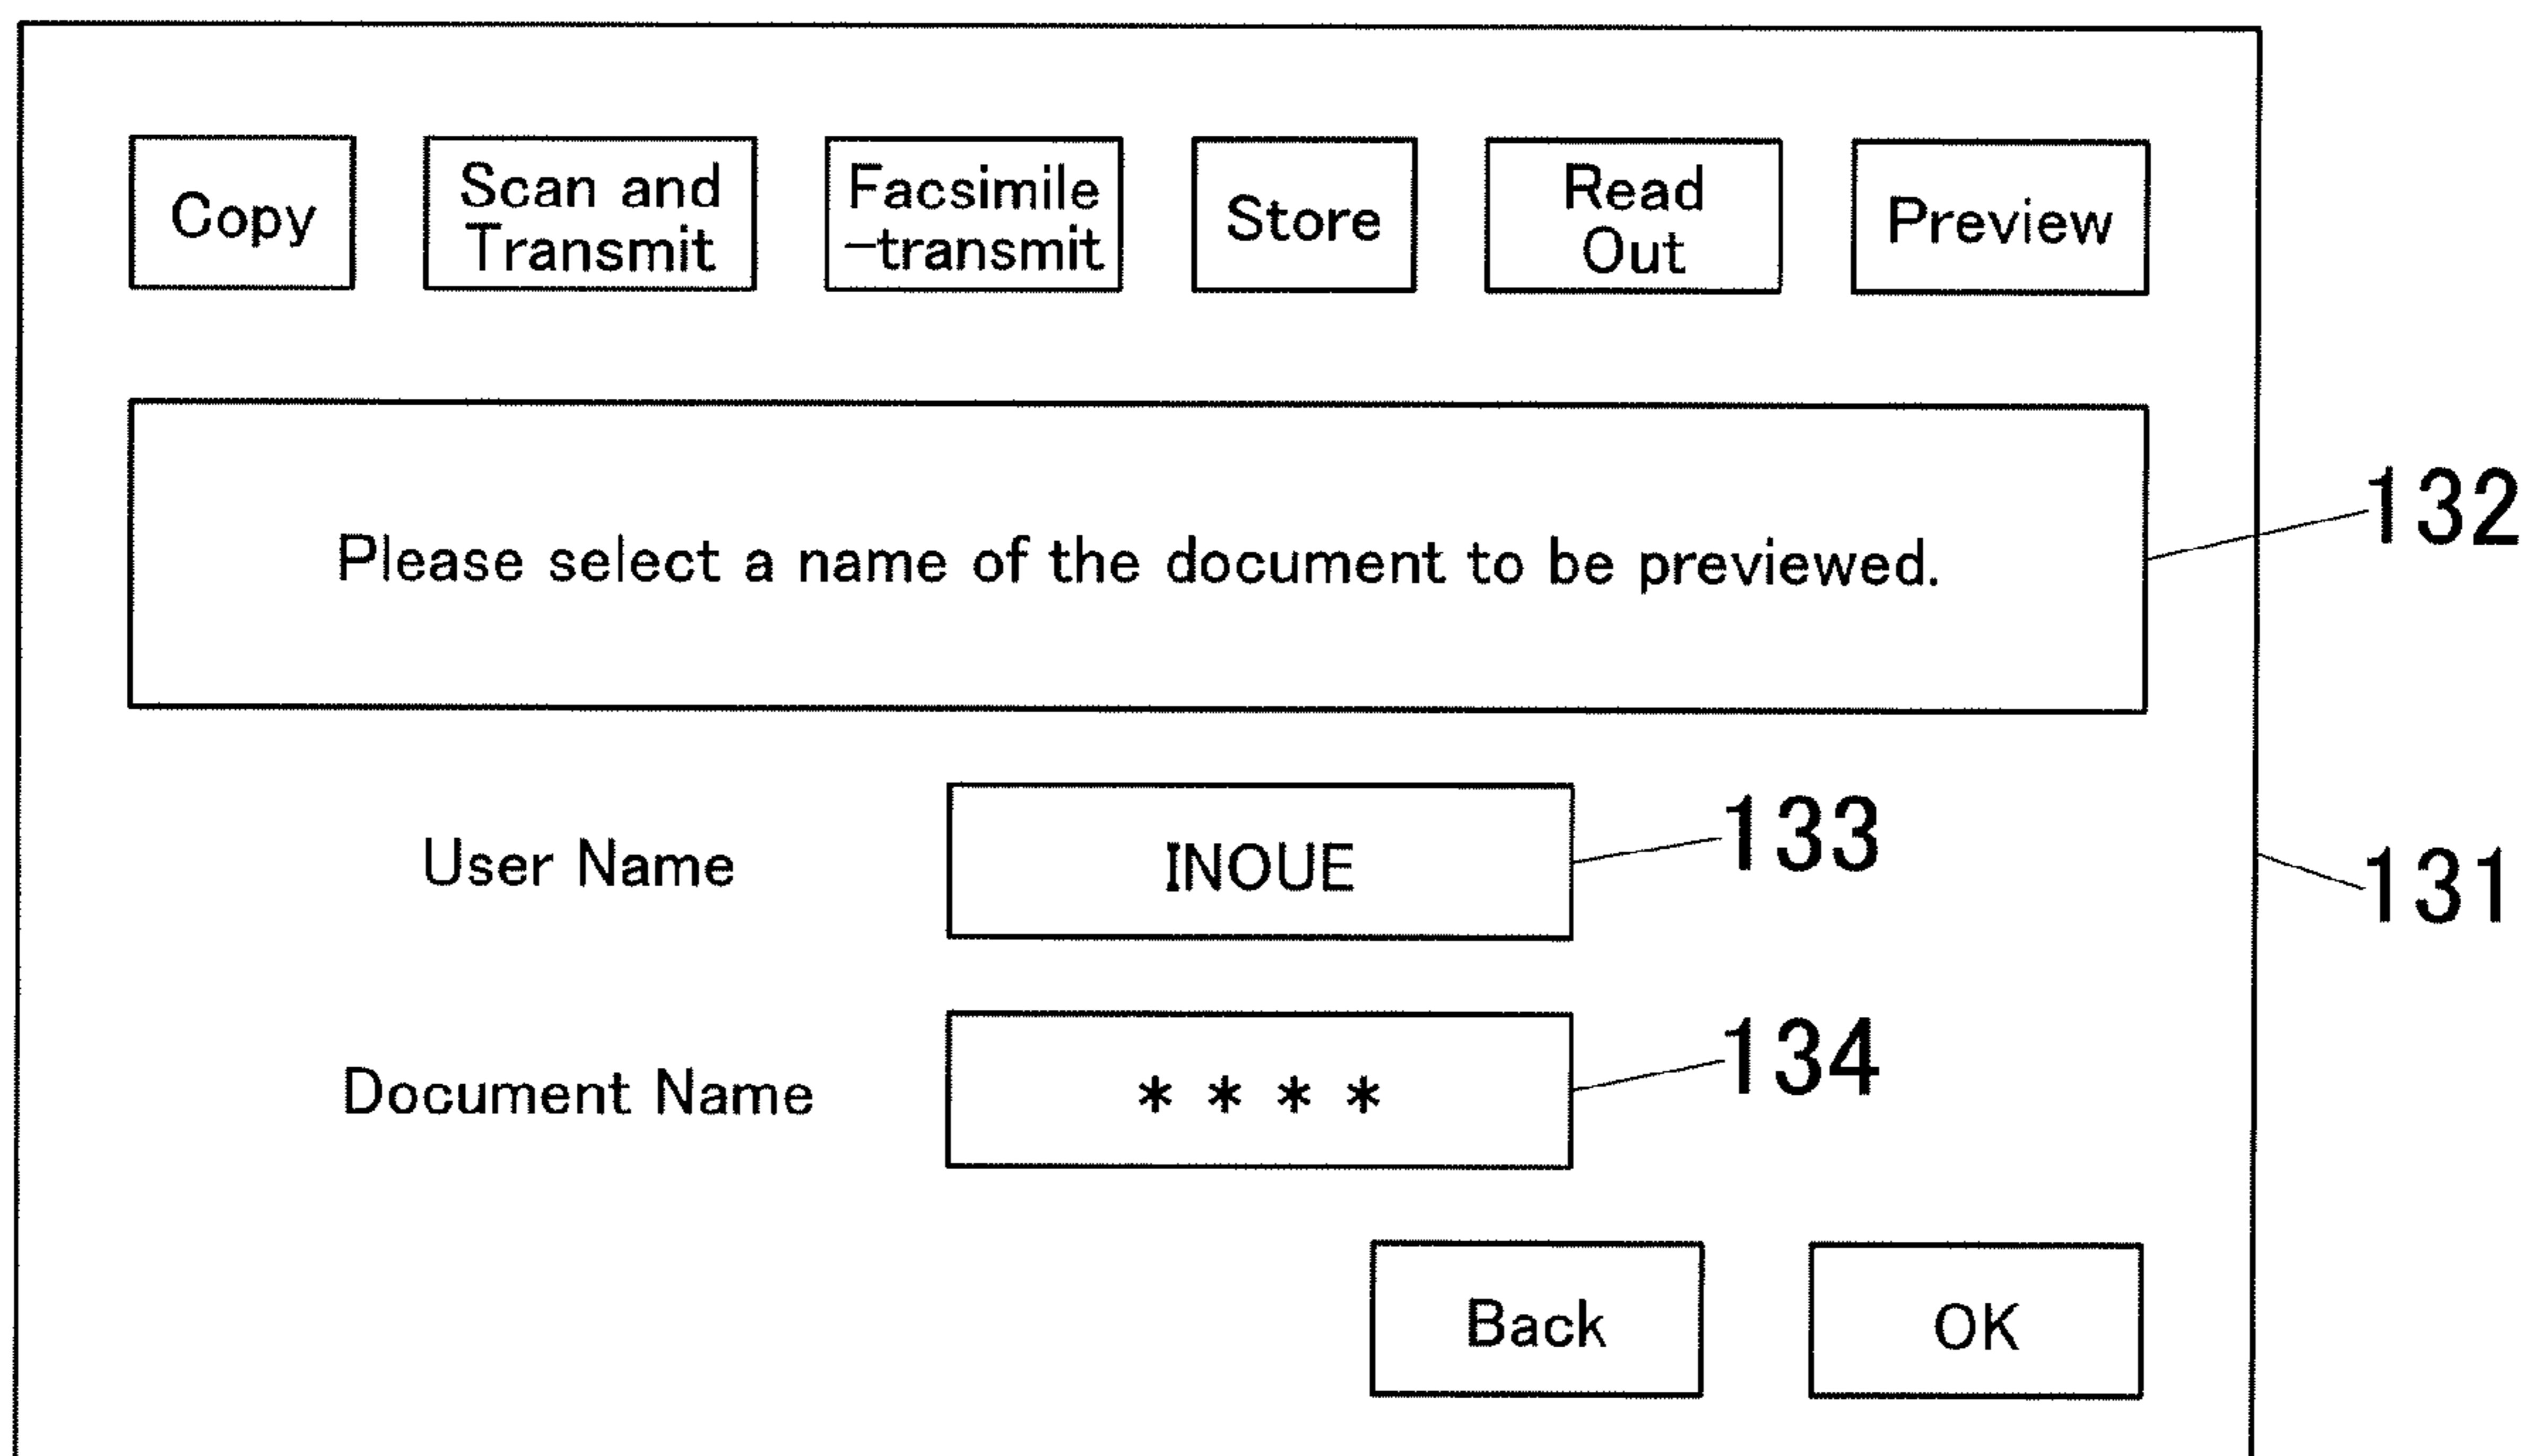 Copy
Scan and
Transmit
Facsimile
-transmit
Store
Read
Out
Preview
Please select a name of the document to be previewed.
132
User Name
INOUE
133
131
Document Name
* * * *
134
Back
OK